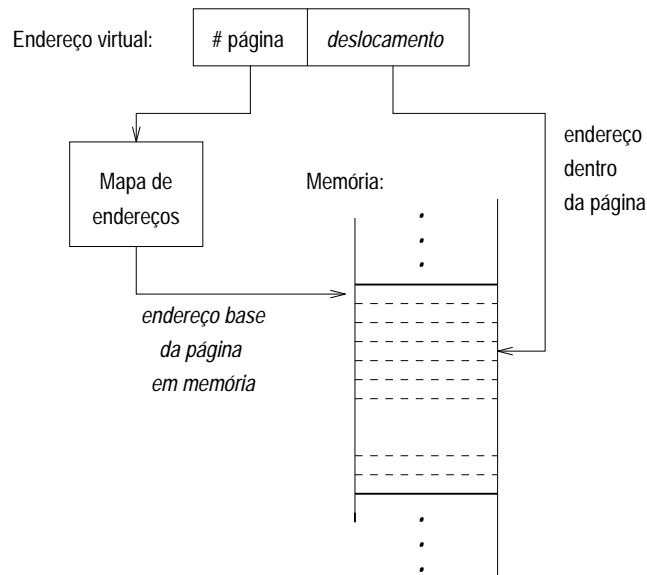 Endereço virtual: # página deslocamento
Mapa de
endereços
Memória:
endereço
dentro
da página
endereço base
da página
em memória